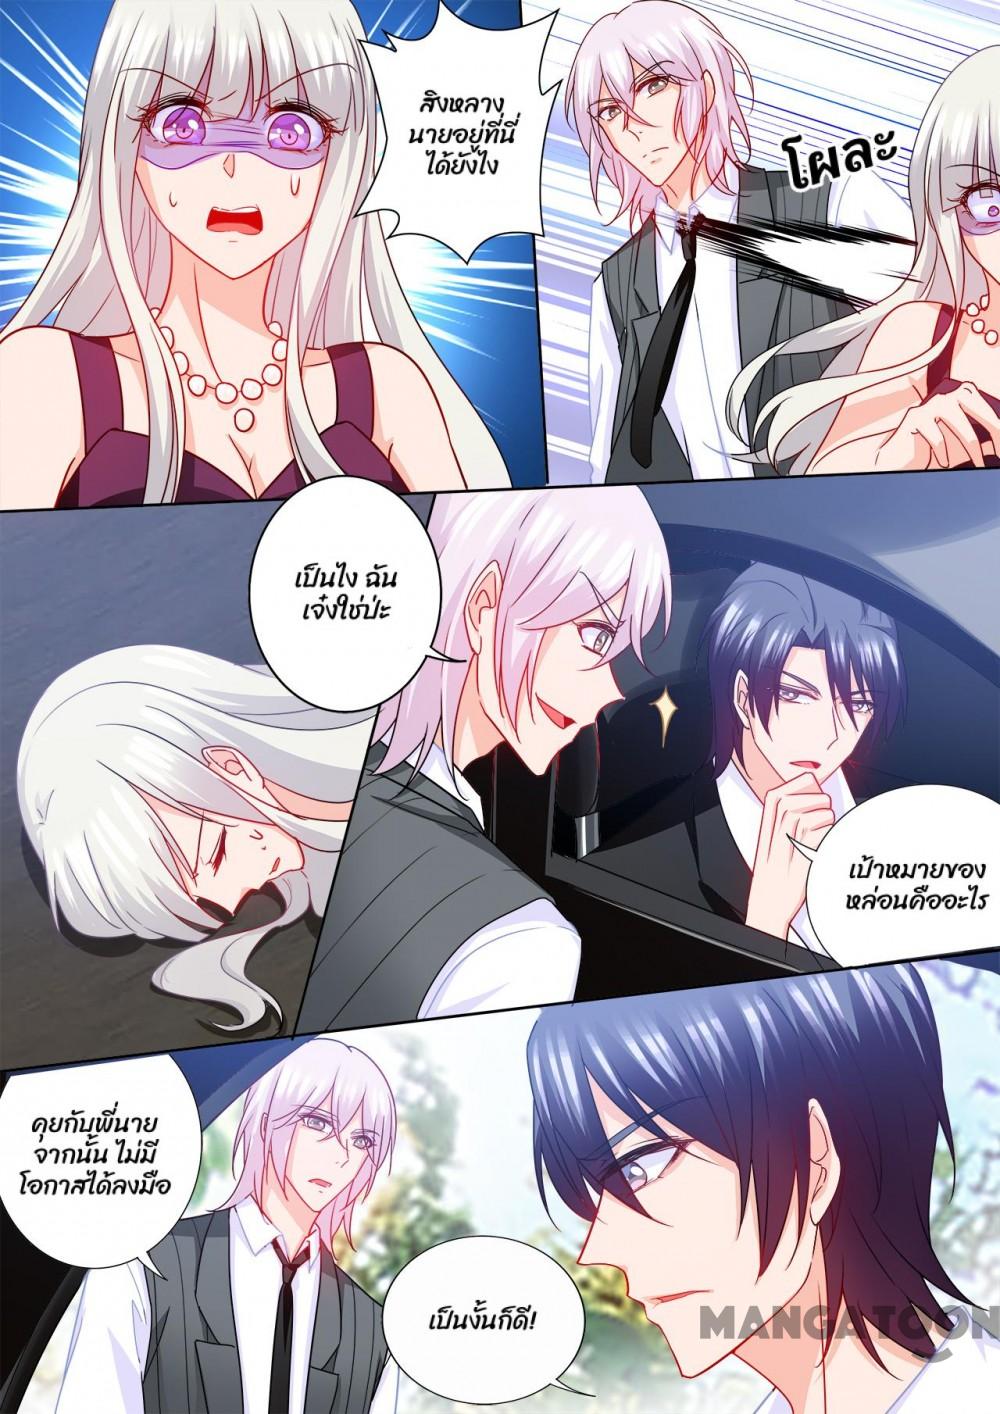 สิงหลาง
นายอยู่ที่นี่
ได้ยังไง
โผละ
เป็นไง ฉัน
เจ๋งใช่ป่ะ
เป้าหมายของ
หล่อนคืออะไร
คุยกับพี่นาย
จากนั้น ไม่มี
โอกาสได้ลงมือ
เป็นงั้นก็ดี!
MANGATOON